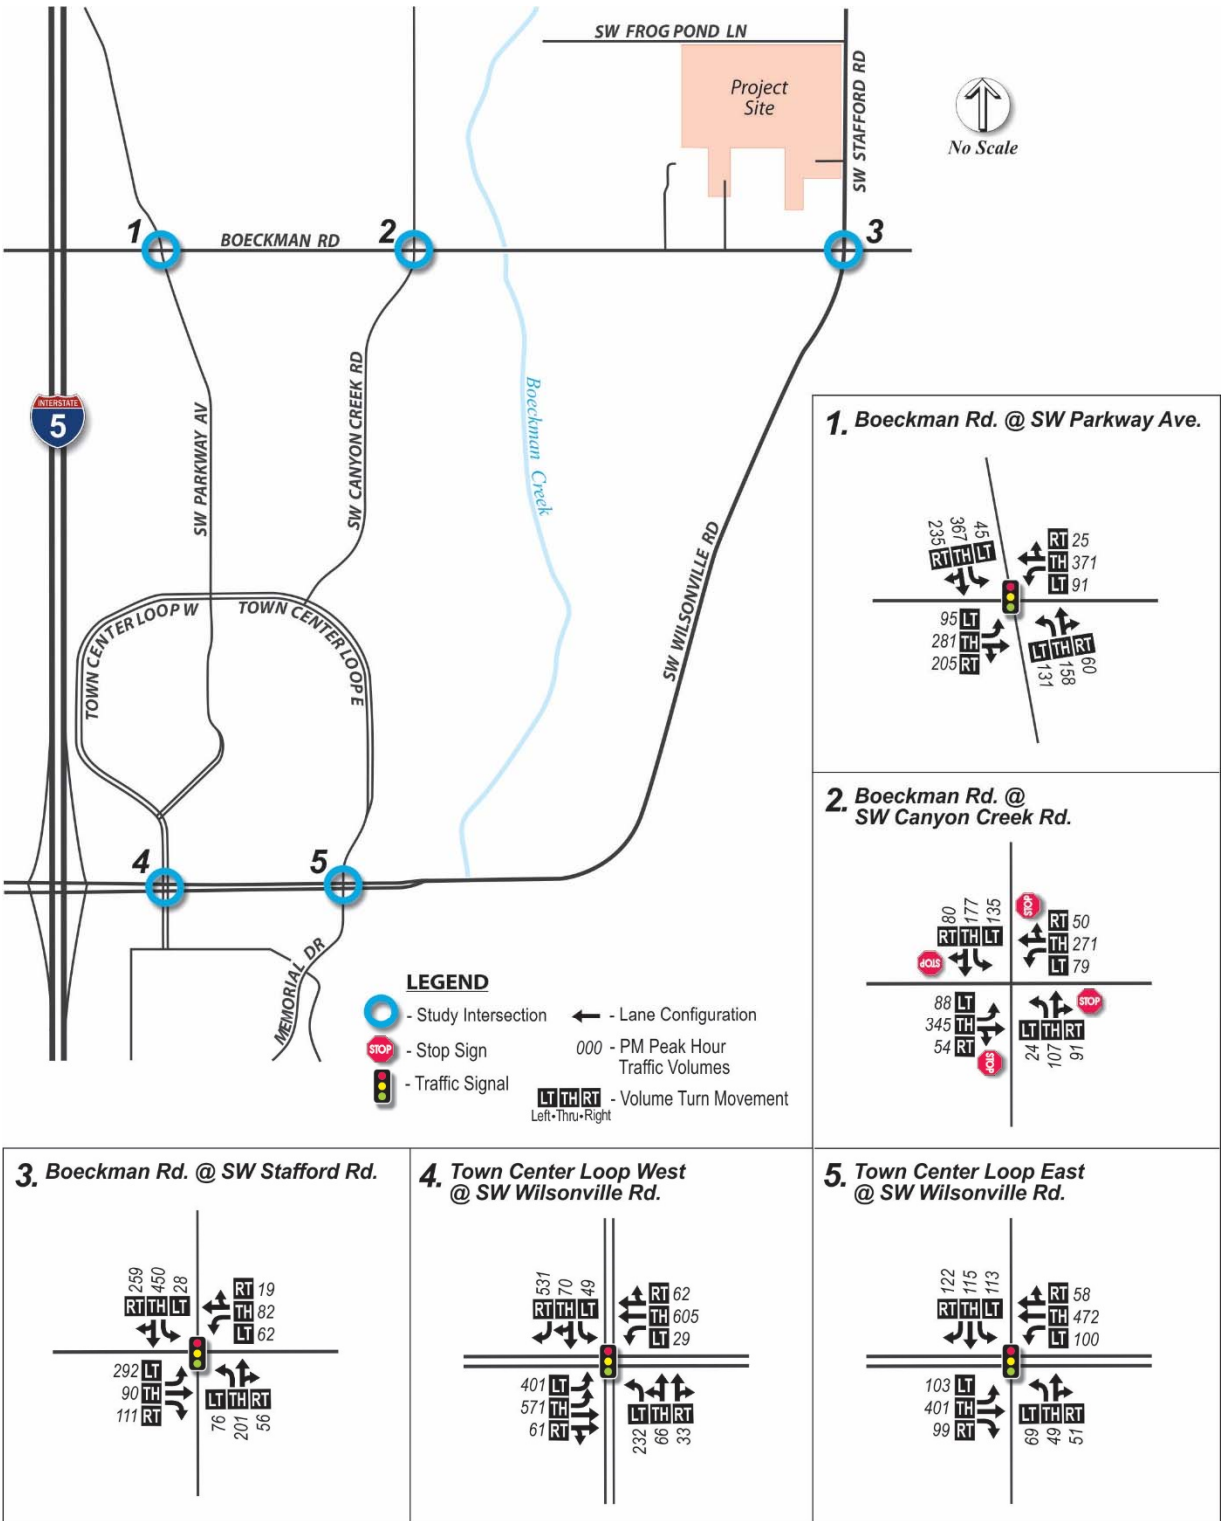 SW FROG POND LN
SW STAFFORD RD
Project
Site
No Scale
1
BOECKMAN RD
2
3
INTERSTATE
5
SW PARKWAY AV
SW CANYON CREEK RD
Boeckman Creek
SW WILSONVILLE RD
TOWN CENTER LOOP W
TOWN CENTER LOOP E
4
5
MEMORIAL DR
LEGEND
- Study Intersection
STOP
- Stop Sign
- Traffic Signal
- Lane Configuration
000 - PM Peak Hour
Traffic Volumes
LT TH RT - Volume Turn Movement
Left•Thru•Right
1. Boeckman Rd. @ SW Parkway Ave.
235 367 45
RT TH LT
RT 25
TH 371
LT 91
95 LT
281 TH
205 RT
LT TH RT
131 158 60
2. Boeckman Rd. @
SW Canyon Creek Rd.
80 177 135
RT TH LT
STOP
STOP
RT 50
TH 271
LT 79
88 LT
345 TH
54 RT
STOP
STOP
LT TH RT
24 107 91
3. Boeckman Rd. @ SW Stafford Rd.
259 450 28
RT TH LT
RT 19
TH 82
LT 62
292 LT
90 TH
111 RT
LT TH RT
76 201 56
4. Town Center Loop West
@ SW Wilsonville Rd.
531 70 49
RT TH LT
RT 62
TH 605
LT 29
401 LT
571 TH
61 RT
LT TH RT
232 66 33
5. Town Center Loop East
@ SW Wilsonville Rd.
122 115 113
RT TH LT
RT 58
TH 472
LT 100
103 LT
401 TH
99 RT
LT TH RT
69 49 51